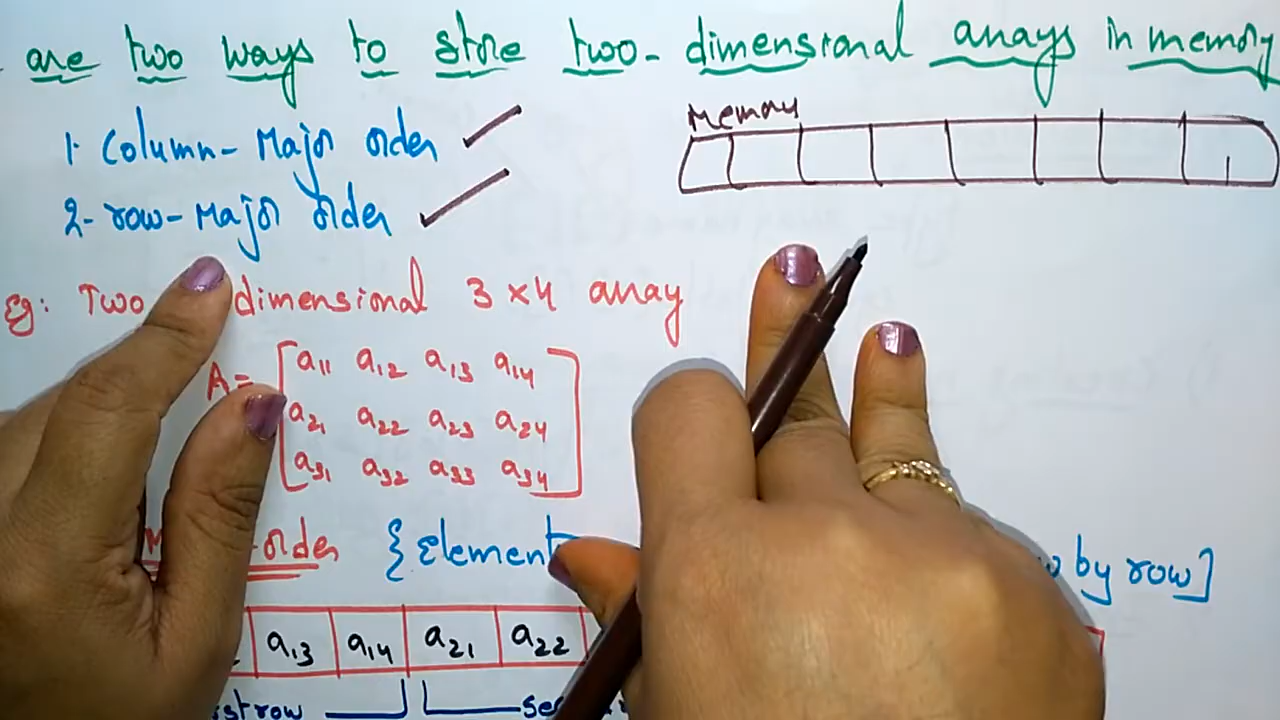 are two ways to store two-dimensional arrays in memory
1. Column-Major order
Memory
2- row-Major order
Eg: Two dimensional 3x4 array
A= a11 a12 a13 a14
a21 a22 a23 a24
a31 a32 a33 a34
order {Element by row]
a13 a14 a21 a22
row